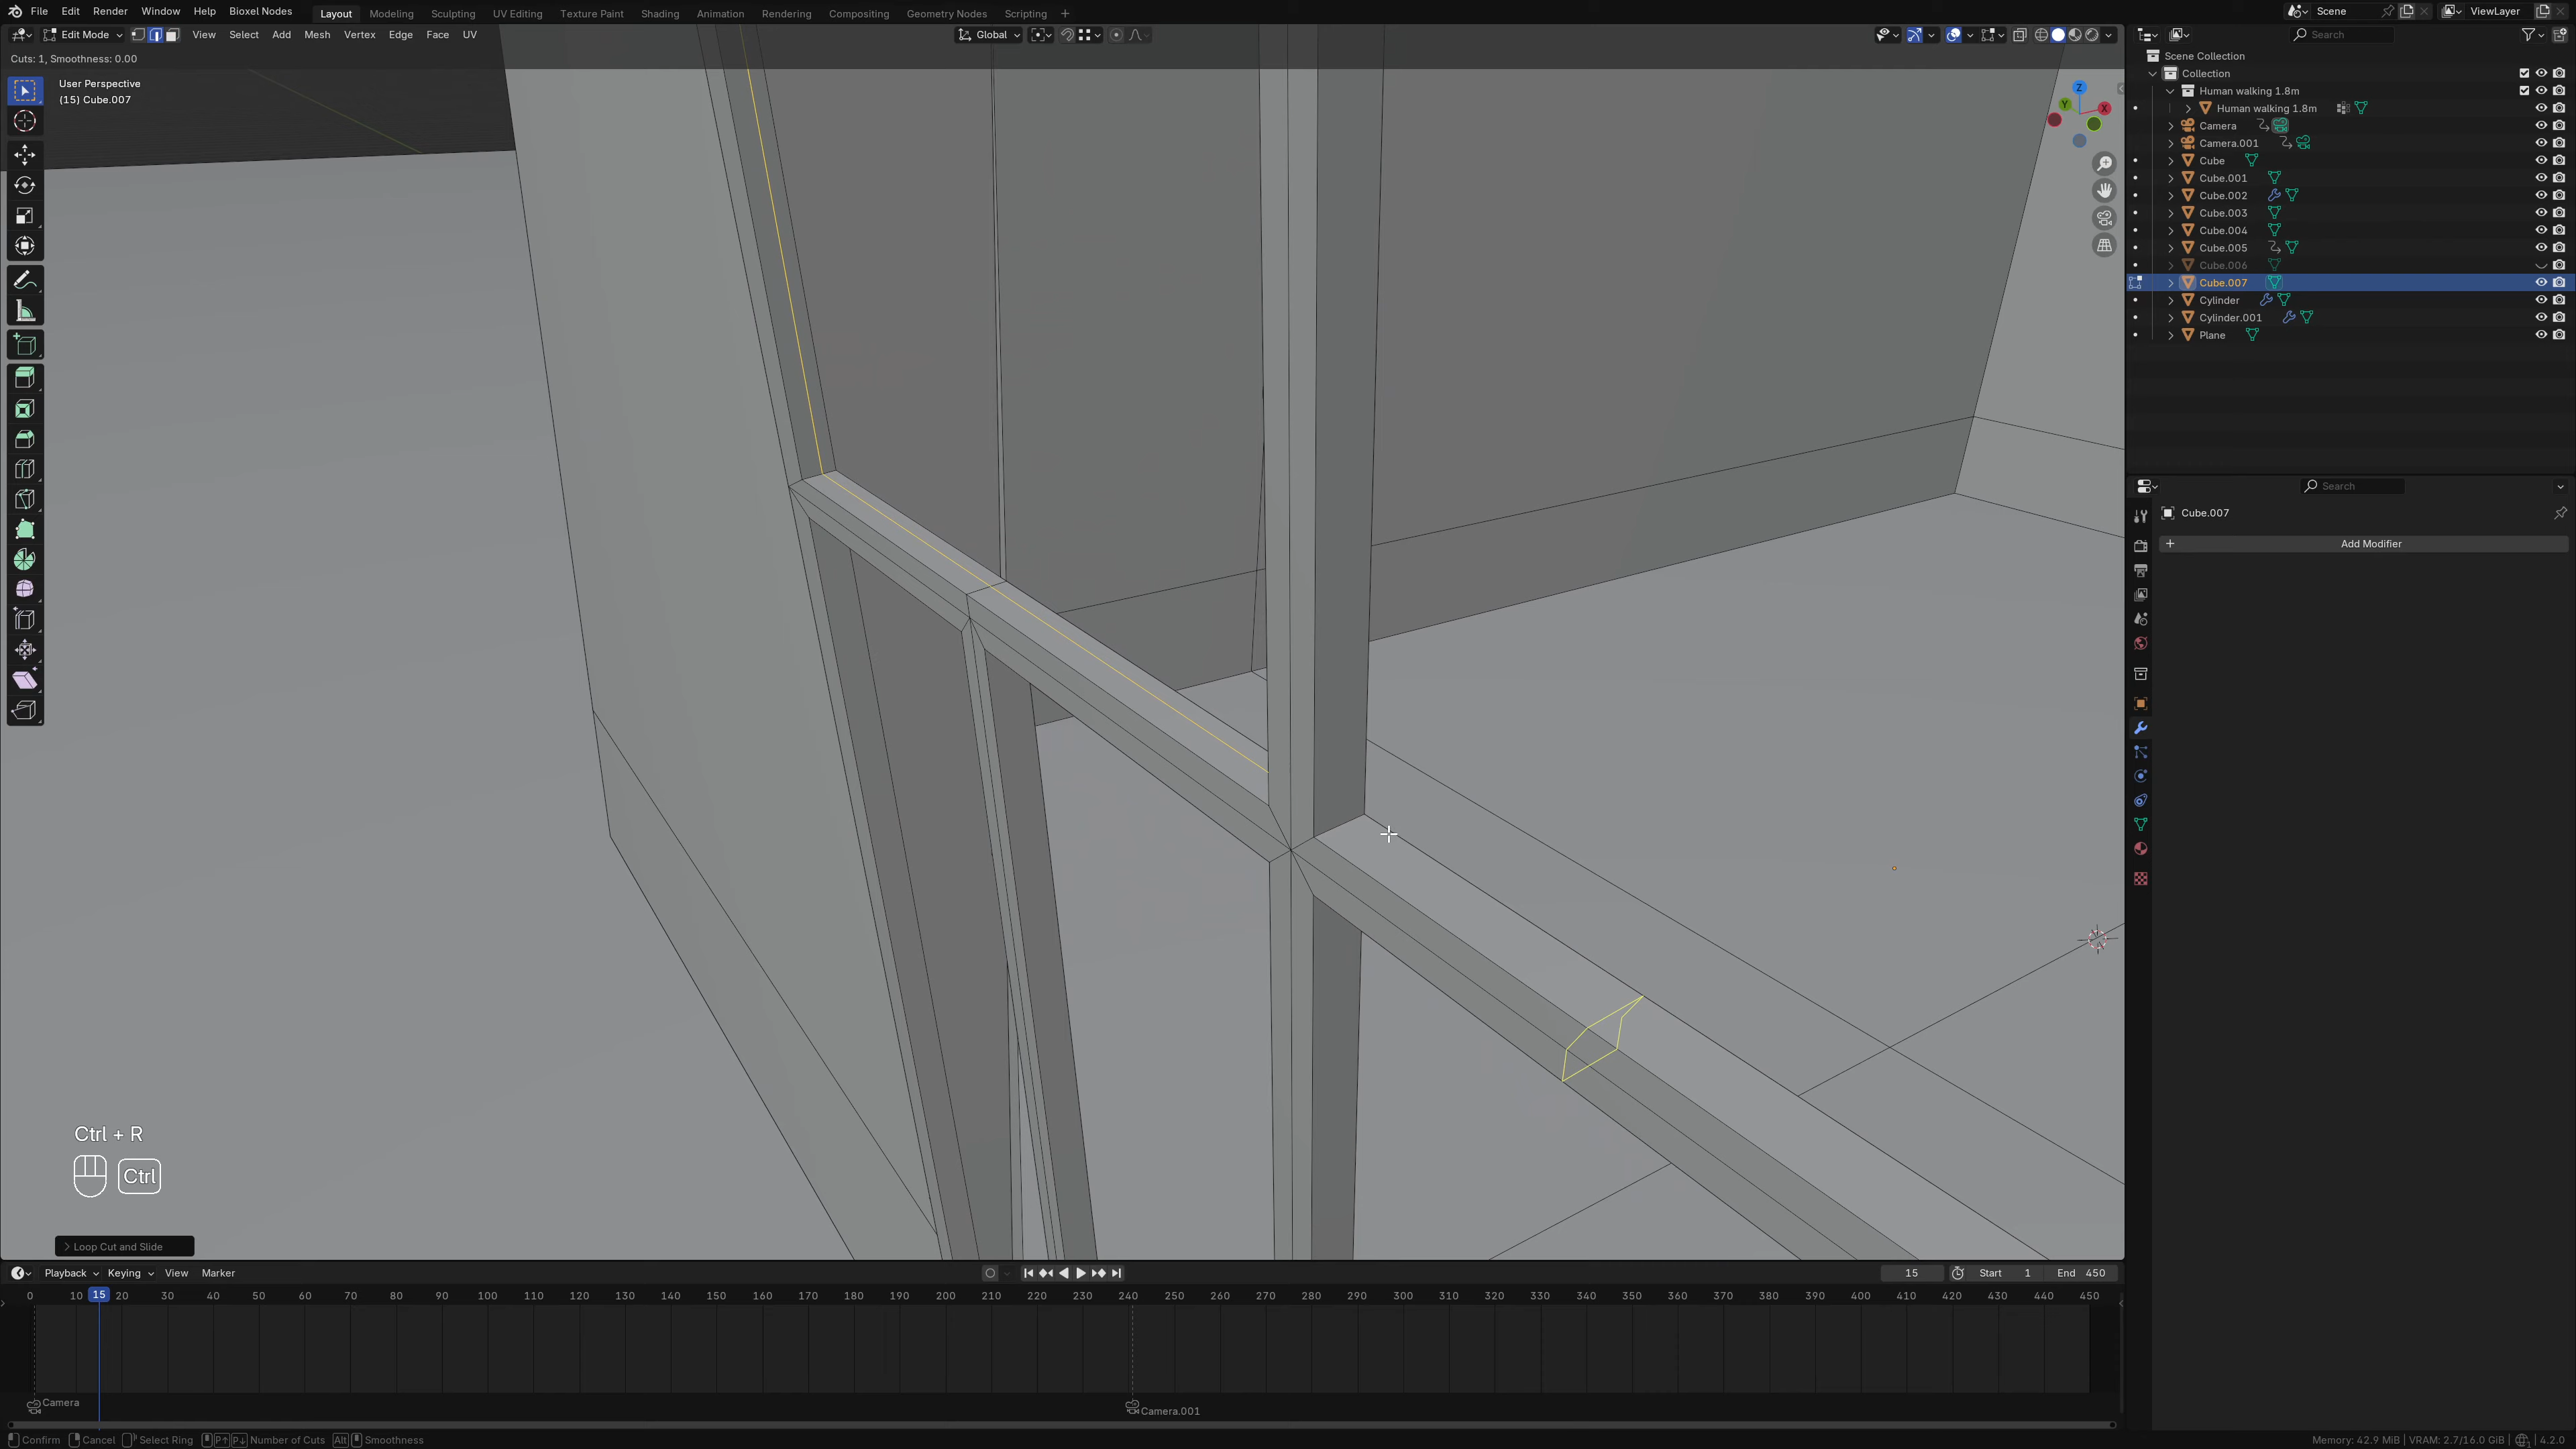 File Edit Render Window Help Bioxel Nodes Layout Modeling Sculpting UV Editing Texture Paint Shading Animation Rendering Compositing Geometry Nodes Scripting + Scene ViewLayer
Edit Mode View Select Add Mesh Vertex Edge Face UV Global Search
Cuts: 1, Smoothness: 0.00
User Perspective
(15) Cube.007
Z
Y
X
Scene Collection
Collection
Human walking 1.8m
Human walking 1.8m
Camera
Camera.001
Cube
Cube.001
Cube.002
Cube.003
Cube.004
Cube.005
Cube.006
Cube.007
Cylinder
Cylinder.001
Plane
Search
Cube.007
+ Add Modifier
Ctrl + R
Ctrl
Loop Cut and Slide
Playback Keying View Marker 15 Start 1 End 450
0 10 15 20 30 40 50 60 70 80 90 100 110 120 130 140 150 160 170 180 190 200 210 220 230 240 250 260 270 280 290 300 310 320 330 340 350 360 370 380 390 400 410 420 430 440 450
Camera
Camera.001
Confirm Cancel Select Ring P↑ P↓ Number of Cuts Alt Smoothness Memory: 42.9 MiB | VRAM: 2.7/16.0 GiB | 4.2.0